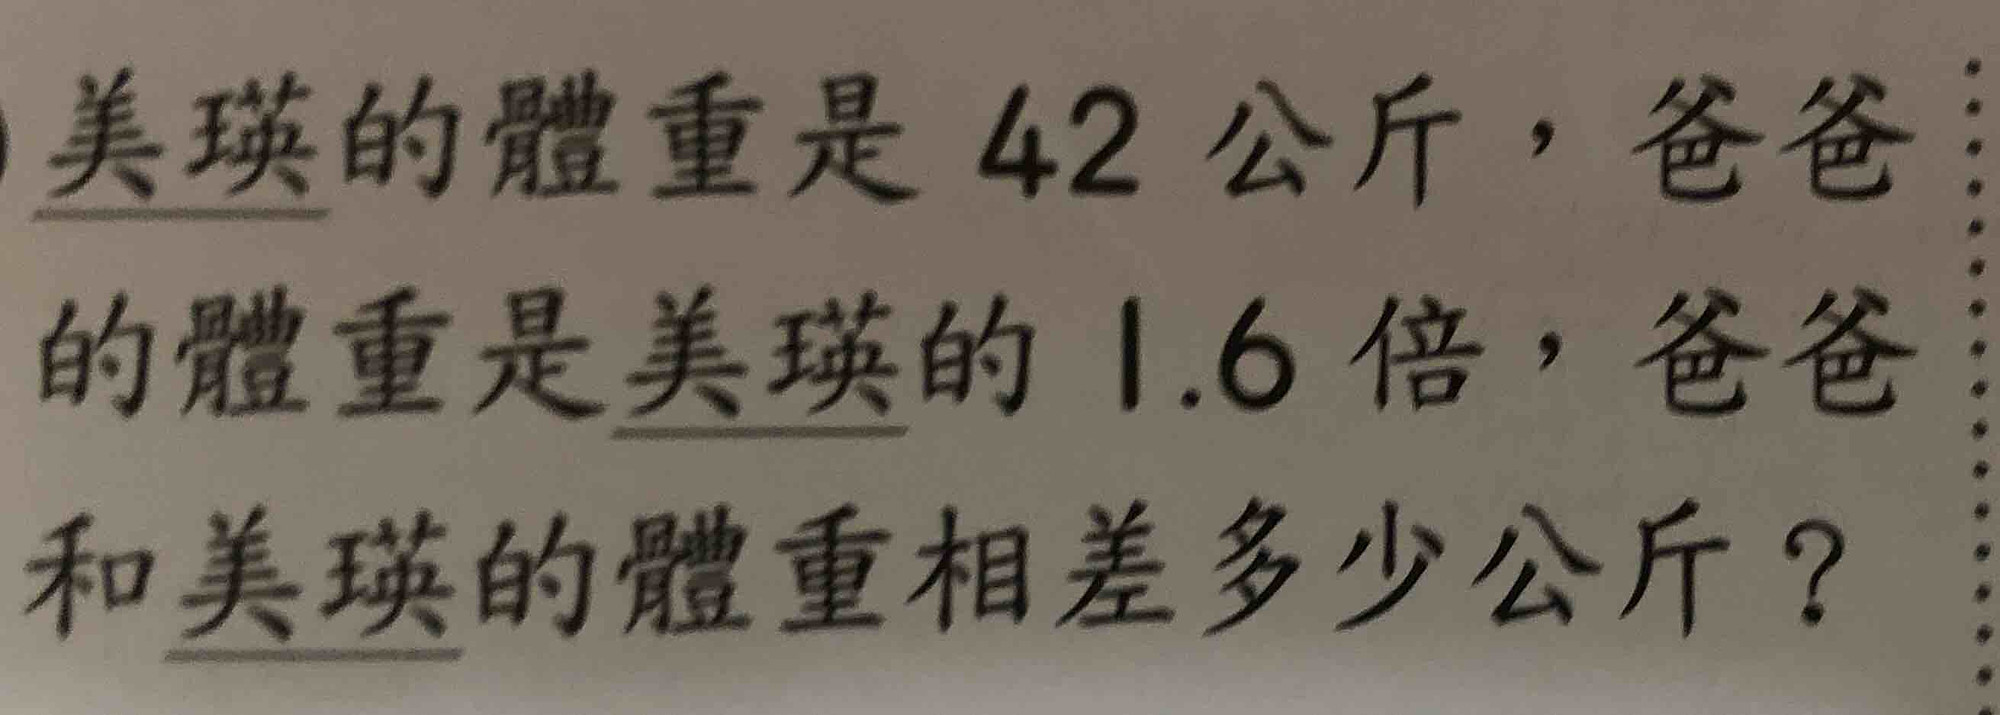 美瑛的體重是 42 公斤，爸爸
的體重是美瑛的 1.6 倍，爸爸
和美瑛的體重相差多少公斤？